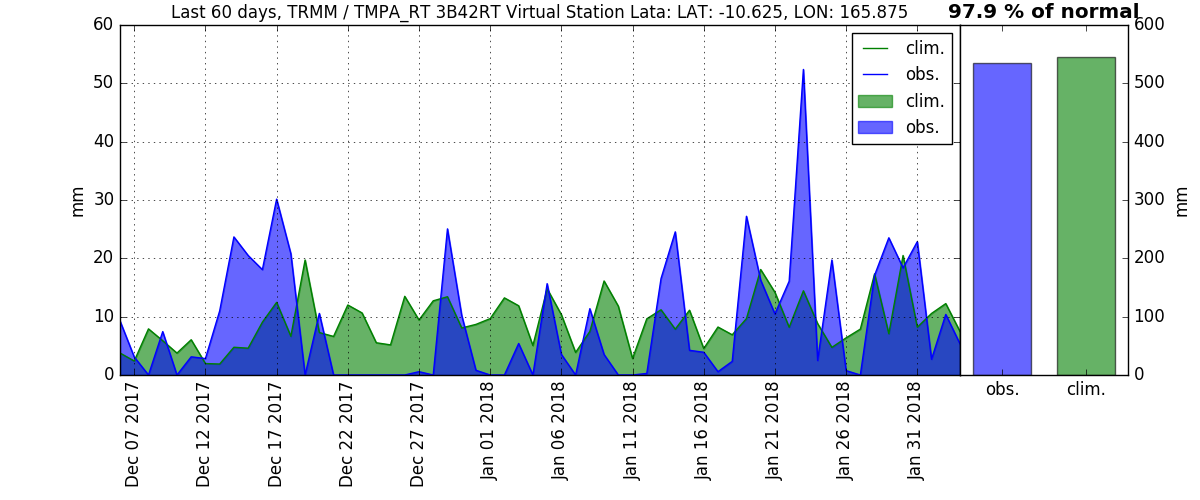 Last 60 days, TRMM / TMPA_RT 3B42RT Virtual Station Lata: LAT: -10.625, LON: 165.875
97.9 % of normal
60
50
40
30
20
10
0
mm
clim.
obs.
clim.
obs.
600
500
400
300
200
100
0
mm
Dec 07 2017
Dec 12 2017
Dec 17 2017
Dec 22 2017
Dec 27 2017
Jan 01 2018
Jan 06 2018
Jan 11 2018
Jan 16 2018
Jan 21 2018
Jan 26 2018
Jan 31 2018
obs.
clim.